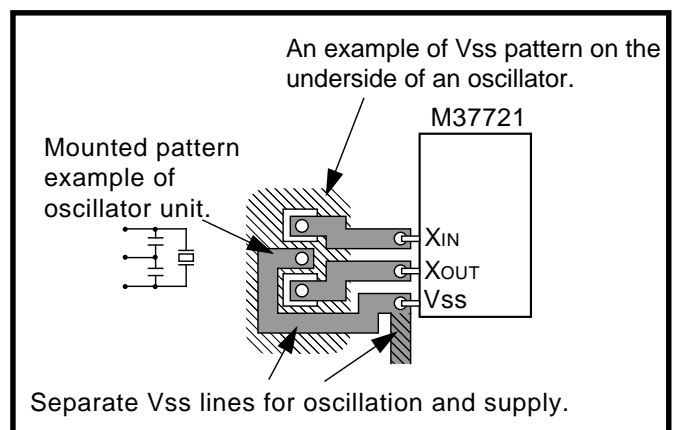 An example of Vss pattern on the
underside of an oscillator.
M37721
Mounted pattern
example of
oscillator unit.
XIN
XOUT
Vss
Separate Vss lines for oscillation and supply.